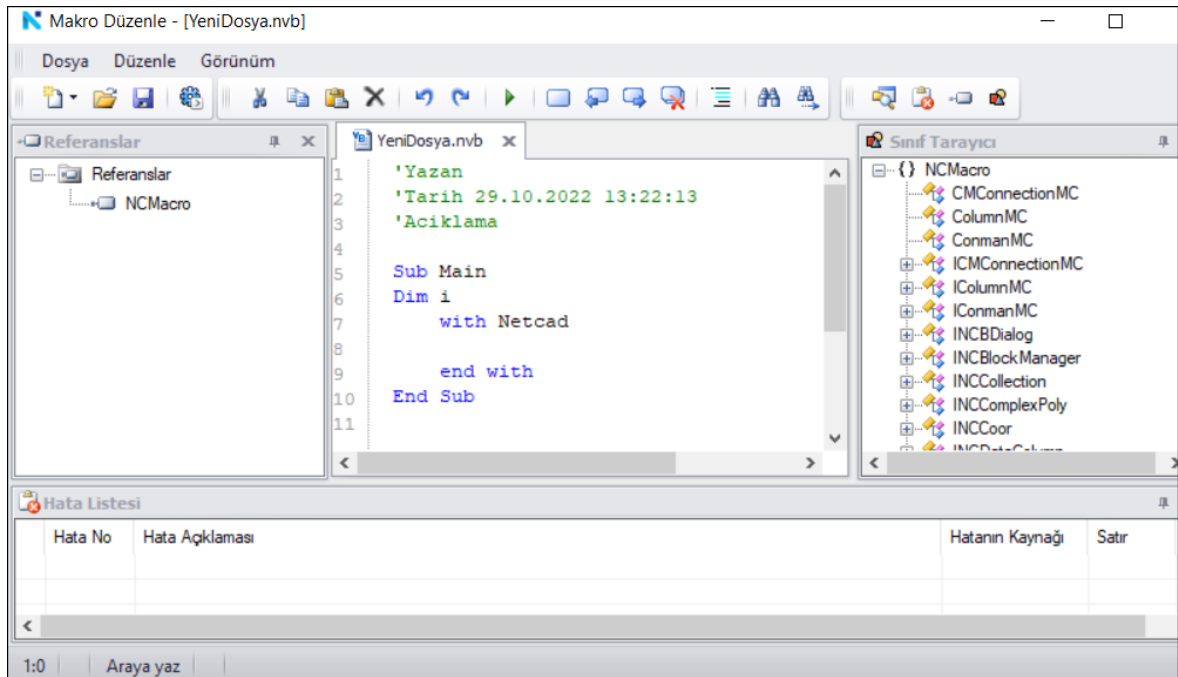 Makro Düzenle - [YeniDosya.nvb]
Dosya Düzenle Görünüm
Referanslar
Referanslar
NCMacro
YeniDosya.nvb
1 'Yazan
2 'Tarih 29.10.2022 13:22:13
3 'Aciklama
4
5 Sub Main
6 Dim i
7 with Netcad
8
9 end with
10 End Sub
11
Sınıf Tarayıcı
{} NCMacro
CMConnectionMC
ColumnMC
ConmanMC
ICMConnectionMC
IColumnMC
IConmanMC
INCBDialog
INCBlockManager
INCCollection
INCComplexPoly
INCCoor
INCDataColumn
Hata Listesi
Hata No Hata Açıklaması Hatanın Kaynağı Satır
1:0 Araya yaz